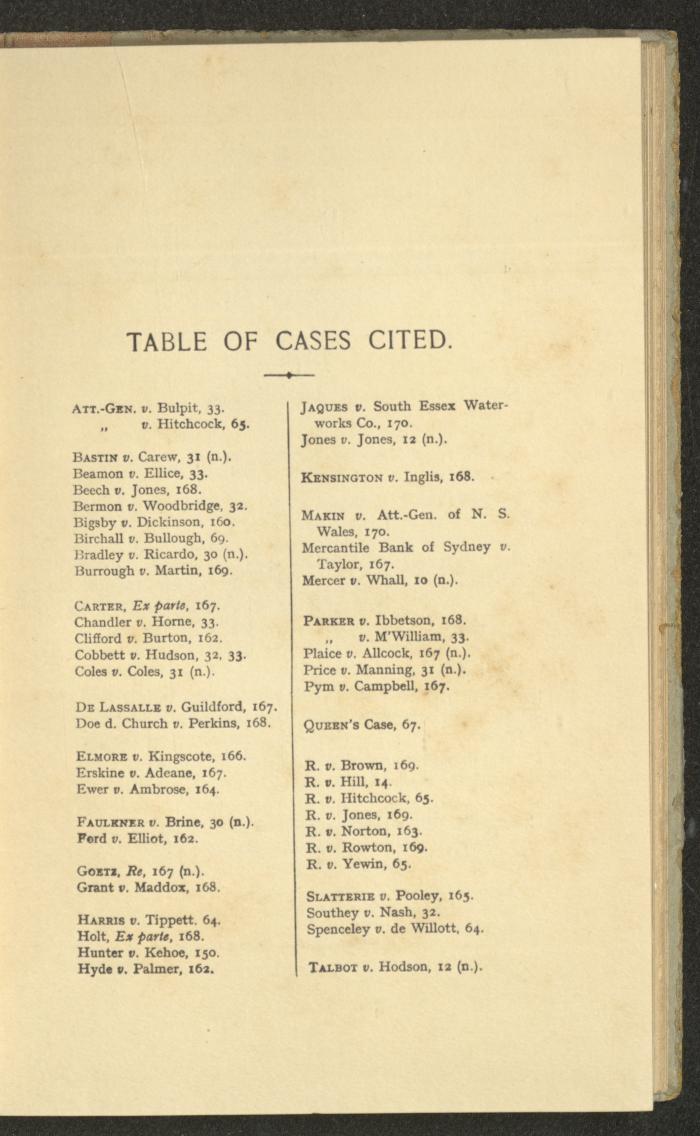 TABLE OF CASES CITED.
ATT.-GEN. v. Bulpit, 33.
„ v. Hitchcock, 65.
BASTIN v. Carew, 31 (n.).
Beamon v. Ellice, 33.
Beech v. Jones, 168.
Bermon v. Woodbridge, 32.
Bigsby v. Dickinson, 160.
Birchall v. Bullough, 69.
Bradley v. Ricardo, 30 (n.).
Burrough v. Martin, 169.
CARTER, Ex parte, 167.
Chandler v. Horne, 33.
Clifford v. Burton, 162.
Cobbett v. Hudson, 32, 33.
Coles v. Coles, 31 (n.).
DE LASSALLE v. Guildford, 167.
Doe d. Church v. Perkins, 168.
ELMORE v. Kingscote, 166.
Erskine v. Adeane, 167.
Ewer v. Ambrose, 164.
FAULKNER v. Brine, 30 (n.).
Ford v. Elliot, 162.
GOETZ, Re, 167 (n.).
Grant v. Maddox, 168.
HARRIS v. Tippett, 64.
Holt, Ex parte, 168.
Hunter v. Kehoe, 150.
Hyde v. Palmer, 162.
JAQUES v. South Essex Water-
works Co., 170.
Jones v. Jones, 12 (n.).
KENSINGTON v. Inglis, 168.
MAKIN v. Att.-Gen. of N. S.
Wales, 170.
Mercantile Bank of Sydney v.
Taylor, 167.
Mercer v. Whall, 10 (n.).
PARKER v. Ibbetson, 168.
„ v. M'William, 33.
Plaice v. Allcock, 167 (n.).
Price v. Manning, 31 (n.).
Pym v. Campbell, 167.
QUEEN'S Case, 67.
R. v. Brown, 169.
R. v. Hill, 14.
R. v. Hitchcock, 65.
R. v. Jones, 169.
R. v. Norton, 163.
R. v. Rowton, 169.
R. v. Yewin, 65.
SLATTERIE v. Pooley, 165.
Southey v. Nash, 32.
Spenceley v. de Willott, 64.
TALBOT v. Hodson, 12 (n.).